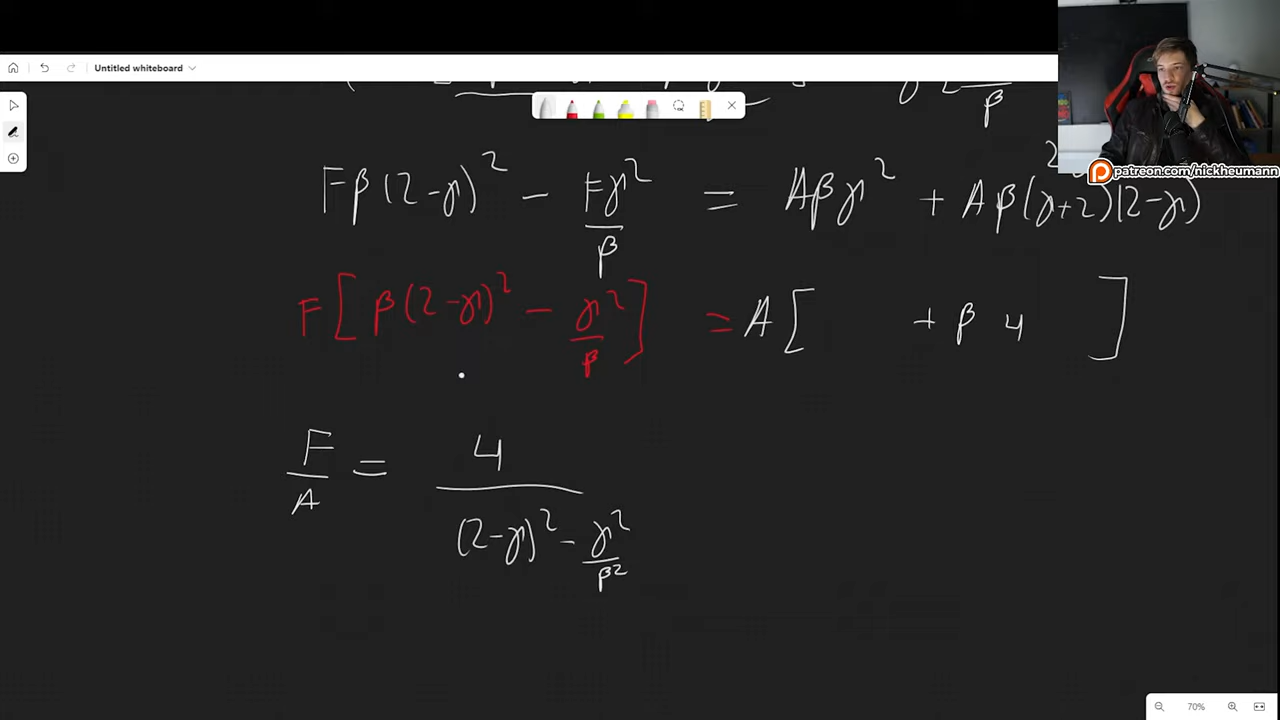 Untitled whiteboard
β
Fβ(2-γ)² - Fγ²/β = Aβγ² + Aβ(γ+2)(2-γ)
F[β(2-γ)² - γ²/β] = A[ + β 4 ]
F/A = 4/((2-γ)² - γ²/β²)
patreon.com/nickheumann
70%